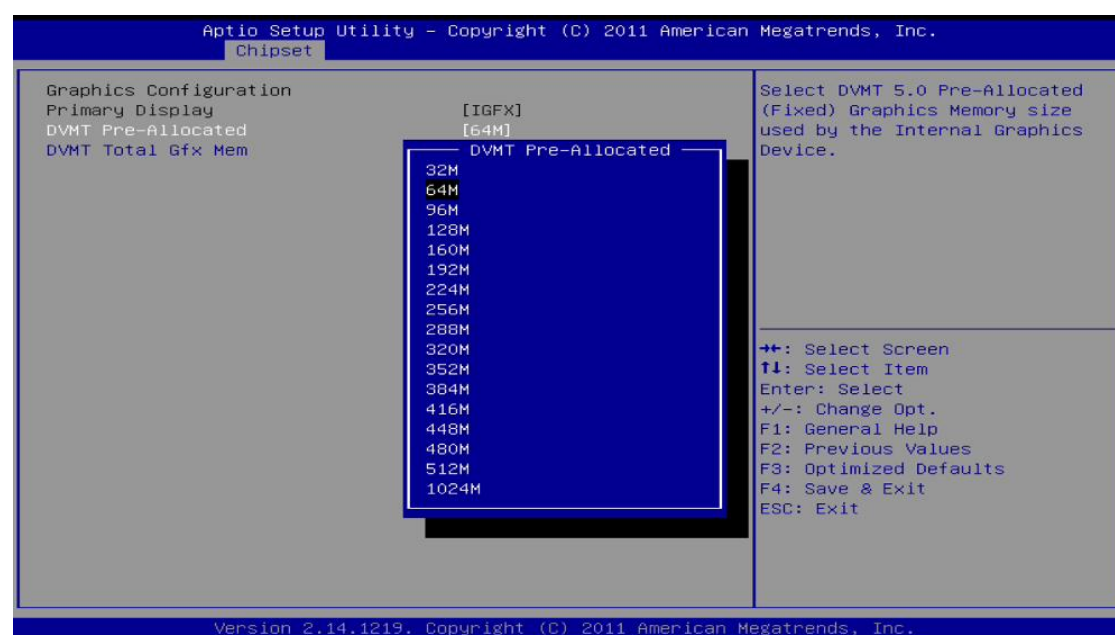 Aptio Setup Utility – Copyright (C) 2011 American Megatrends, Inc.
Chipset
Graphics Configuration
Primary Display [IGFX]
DVMT Pre-Allocated [64M]
DVMT Total Gfx Mem
DVMT Pre-Allocated
32M
64M
96M
128M
160M
192M
224M
256M
288M
320M
352M
384M
416M
448M
480M
512M
1024M
Select DVMT 5.0 Pre-Allocated
(Fixed) Graphics Memory size
used by the Internal Graphics
Device.
→←: Select Screen
↑↓: Select Item
Enter: Select
+/-: Change Opt.
F1: General Help
F2: Previous Values
F3: Optimized Defaults
F4: Save & Exit
ESC: Exit
Version 2.14.1219. Copyright (C) 2011 American Megatrends, Inc.